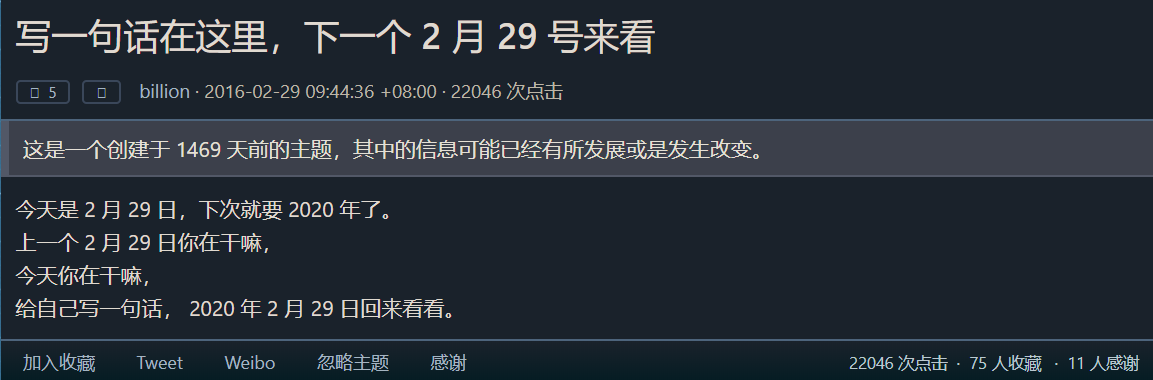 写一句话在这里，下一个 2 月 29 号来看
5
billion · 2016-02-29 09:44:36 +08:00 · 22046 次点击
这是一个创建于 1469 天前的主题，其中的信息可能已经有所发展或是发生改变。
今天是 2 月 29 日，下次就要 2020 年了。
上一个 2 月 29 日你在干嘛，
今天你在干嘛，
给自己写一句话， 2020 年 2 月 29 日回来看看。
加入收藏 Tweet Weibo 忽略主题 感谢 22046 次点击 · 75 人收藏 · 11 人感谢